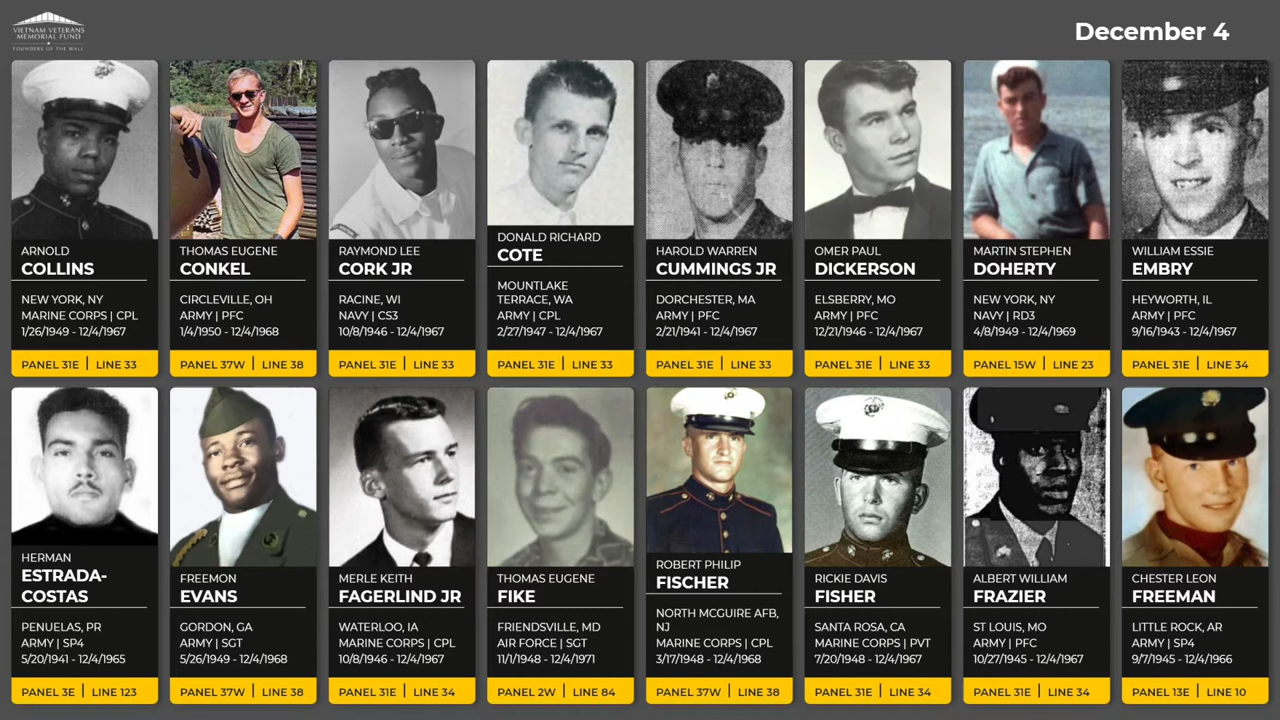 VIETNAM VETERANS
MEMORIAL FUND
FOUNDERS OF THE WALL
December 4
ARNOLD
COLLINS
NEW YORK, NY
MARINE CORPS | CPL
1/26/1949 - 12/4/1967
PANEL 31E | LINE 33
THOMAS EUGENE
CONKEL
CIRCLEVILLE, OH
ARMY | PFC
1/4/1950 - 12/4/1968
PANEL 37W | LINE 38
RAYMOND LEE
CORK JR
RACINE, WI
NAVY | CS3
10/8/1946 - 12/4/1967
PANEL 31E | LINE 33
DONALD RICHARD
COTE
MOUNTLAKE
TERRACE, WA
ARMY | CPL
2/27/1947 - 12/4/1967
PANEL 31E | LINE 33
HAROLD WARREN
CUMMINGS JR
DORCHESTER, MA
ARMY | PFC
2/21/1941 - 12/4/1967
PANEL 31E | LINE 33
OMER PAUL
DICKERSON
ELSBERRY, MO
ARMY | PFC
12/21/1946 - 12/4/1967
PANEL 31E | LINE 33
MARTIN STEPHEN
DOHERTY
NEW YORK, NY
NAVY | RD3
4/8/1949 - 12/4/1969
PANEL 15W | LINE 23
WILLIAM ESSIE
EMBRY
HEYWORTH, IL
ARMY | PFC
9/16/1943 - 12/4/1967
PANEL 31E | LINE 34
HERMAN
ESTRADA-
COSTAS
PENUELAS, PR
ARMY | SP4
5/20/1941 - 12/4/1965
PANEL 3E | LINE 123
FREEMON
EVANS
GORDON, GA
ARMY | SGT
5/26/1949 - 12/4/1968
PANEL 37W | LINE 38
MERLE KEITH
FAGERLIND JR
WATERLOO, IA
MARINE CORPS | CPL
10/8/1946 - 12/4/1967
PANEL 31E | LINE 34
THOMAS EUGENE
FIKE
FRIENDSVILLE, MD
AIR FORCE | SGT
11/1/1948 - 12/4/1971
PANEL 2W | LINE 84
ROBERT PHILIP
FISCHER
NORTH MCGUIRE AFB,
NJ
MARINE CORPS | CPL
3/17/1948 - 12/4/1968
PANEL 37W | LINE 38
RICKIE DAVIS
FISHER
SANTA ROSA, CA
MARINE CORPS | PVT
7/20/1948 - 12/4/1967
PANEL 31E | LINE 34
ALBERT WILLIAM
FRAZIER
ST LOUIS, MO
ARMY | PFC
10/27/1945 - 12/4/1967
PANEL 31E | LINE 34
CHESTER LEON
FREEMAN
LITTLE ROCK, AR
ARMY | SP4
9/7/1945 - 12/4/1966
PANEL 13E | LINE 10